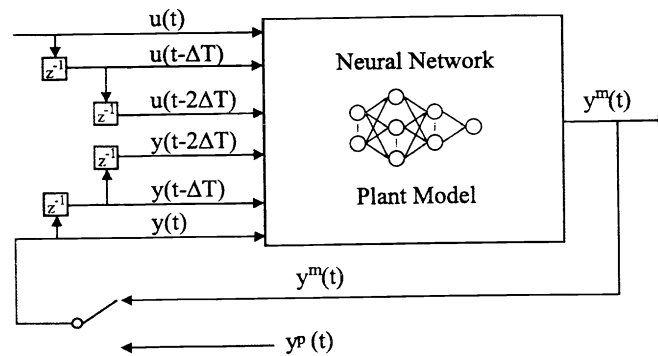 u(t)
z⁻¹
u(t-ΔT)
z⁻¹
u(t-2ΔT)
z⁻¹
y(t-2ΔT)
z⁻¹
y(t-ΔT)
y(t)
Neural Network
Plant Model
yᵐ(t)
yᵐ(t)
yᵖ (t)